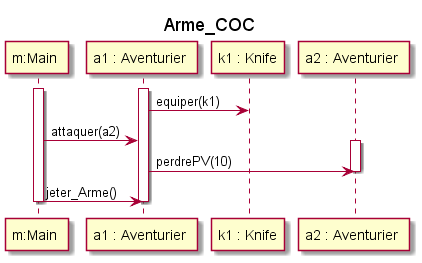 Arme_COC
m:Main
a1 : Aventurier
k1 : Knife
a2 : Aventurier
equiper(k1)
attaquer(a2)
perdrePV(10)
jeter_Arme()
m:Main
a1 : Aventurier
k1 : Knife
a2 : Aventurier